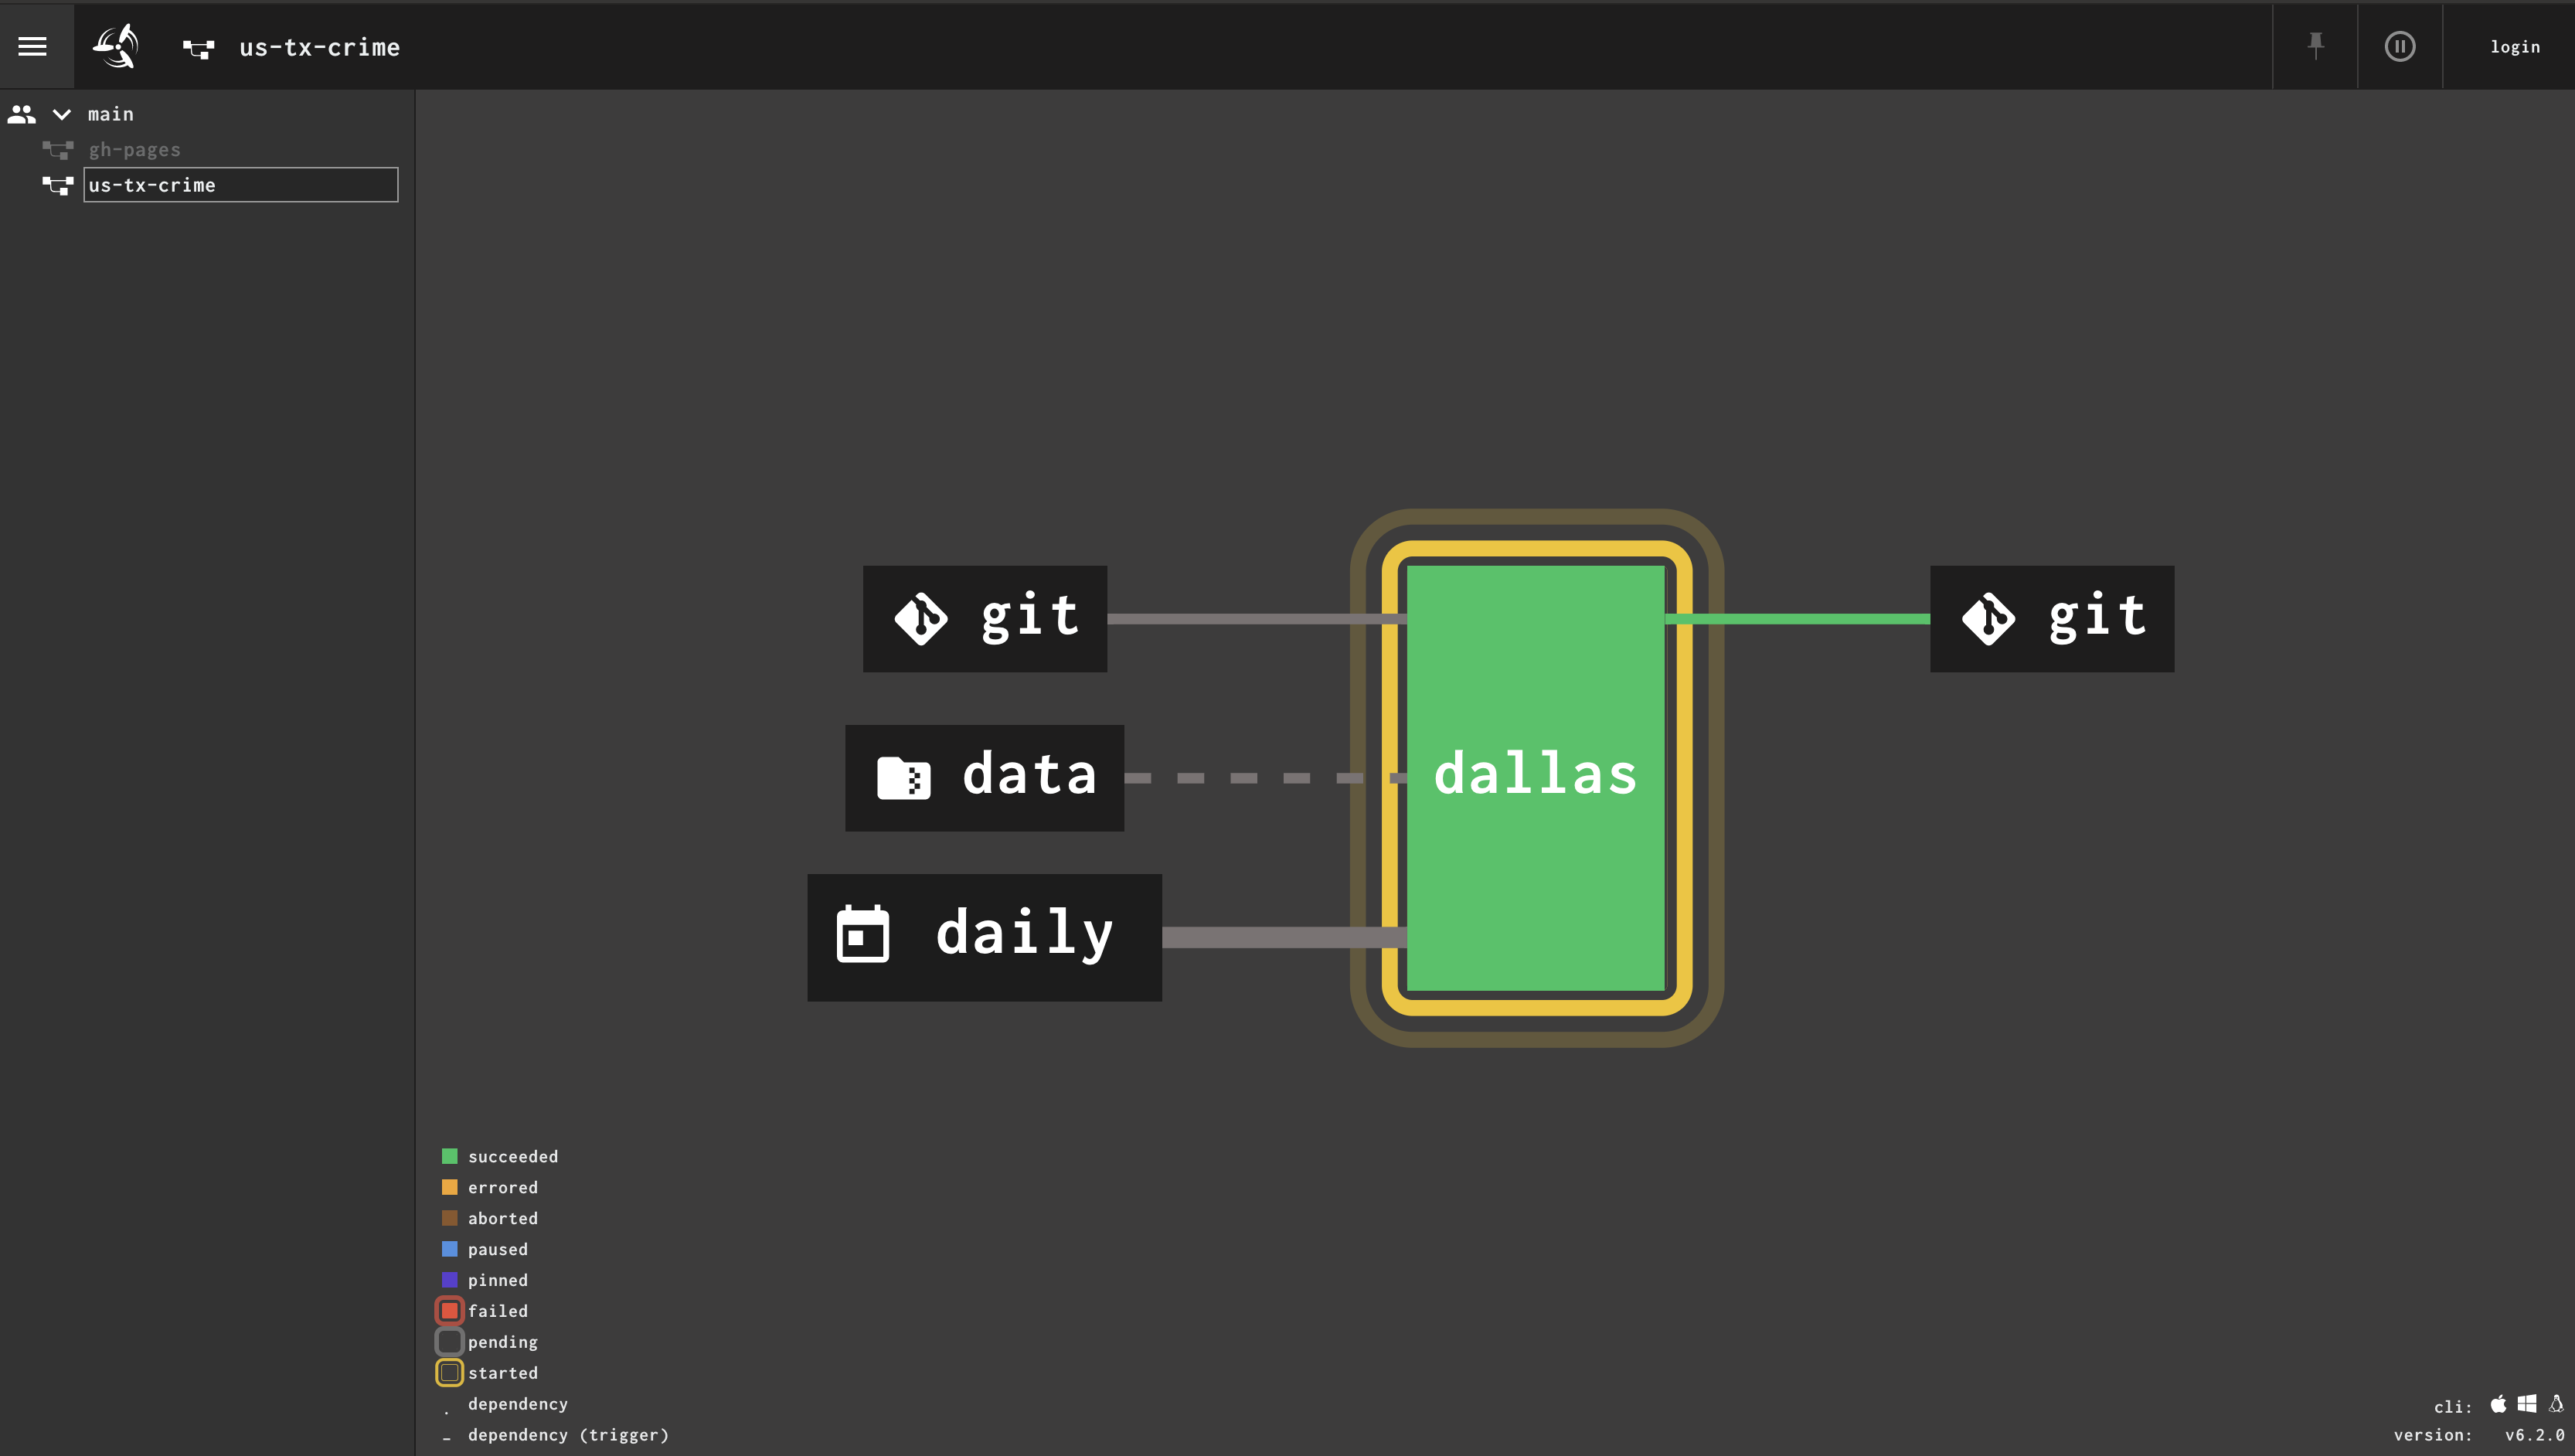 us-tx-crime
login
main
gh-pages
us-tx-crime
git
git
data
dallas
daily
succeeded
errored
aborted
paused
pinned
failed
pending
started
dependency
dependency (trigger)
cli:
version: v6.2.0